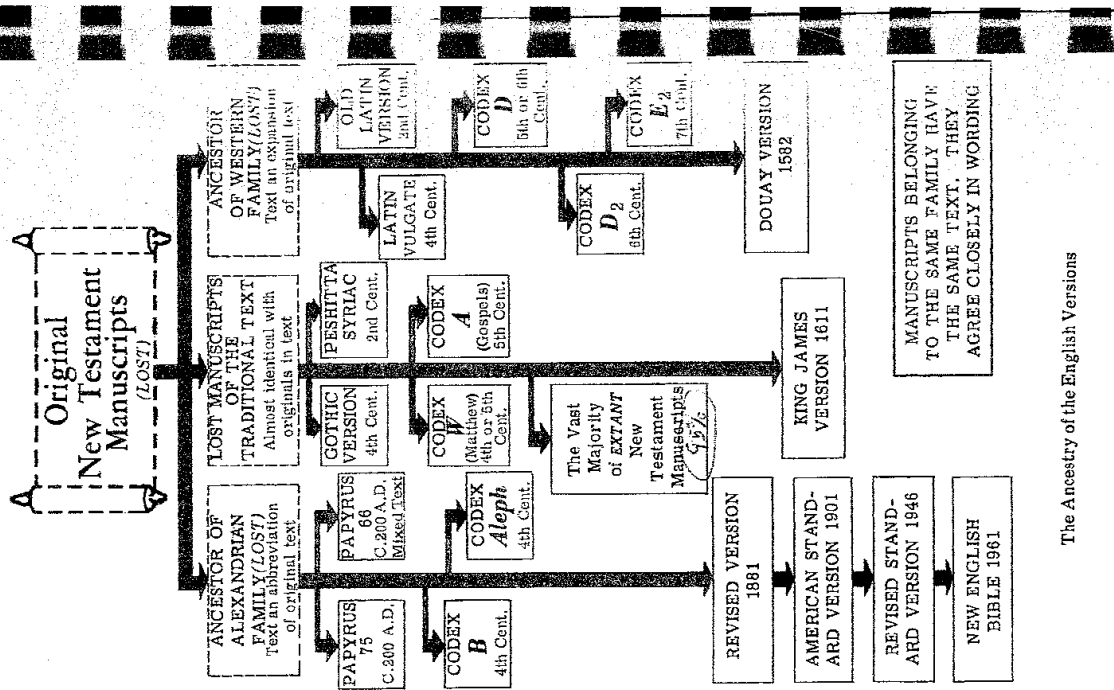 Original
New Testament
Manuscripts
(LOST)
ANCESTOR OF
ALEXANDRIAN
FAMILY(LOST)
Text an abbreviation
of original text
PAPYRUS
75
C.200 A.D.
PAPYRUS
66
C.200 A.D.
Mixed Text
CODEX
B
4th Cent.
CODEX
Aleph
4th Cent.
REVISED VERSION
1881
AMERICAN STAND-
ARD VERSION 1901
REVISED STAND-
ARD VERSION 1946
NEW ENGLISH
BIBLE 1961
LOST MANUSCRIPTS
OF THE
TRADITIONAL TEXT
Almost identical with
originals in text
GOTHIC
VERSION
4th Cent.
PESHITTA
SYRIAC
2nd Cent.
CODEX
W
(Matthew)
4th or 5th
Cent.
CODEX
A
(Gospels)
5th Cent.
The Vast
Majority
of EXTANT
New
Testament
Manuscripts
95%
KING JAMES
VERSION 1611
ANCESTOR
OF WESTERN
FAMILY(LOST)
Text an expansion
of original text
LATIN
VULGATE
4th Cent.
OLD
LATIN
VERSION
2nd Cent.
CODEX
D
5th or 6th
Cent.
CODEX
D2
6th Cent.
CODEX
E2
7th Cent.
DOUAY VERSION
1582
MANUSCRIPTS BELONGING
TO THE SAME FAMILY HAVE
THE SAME TEXT. THEY
AGREE CLOSELY IN WORDING
The Ancestry of the English Versions